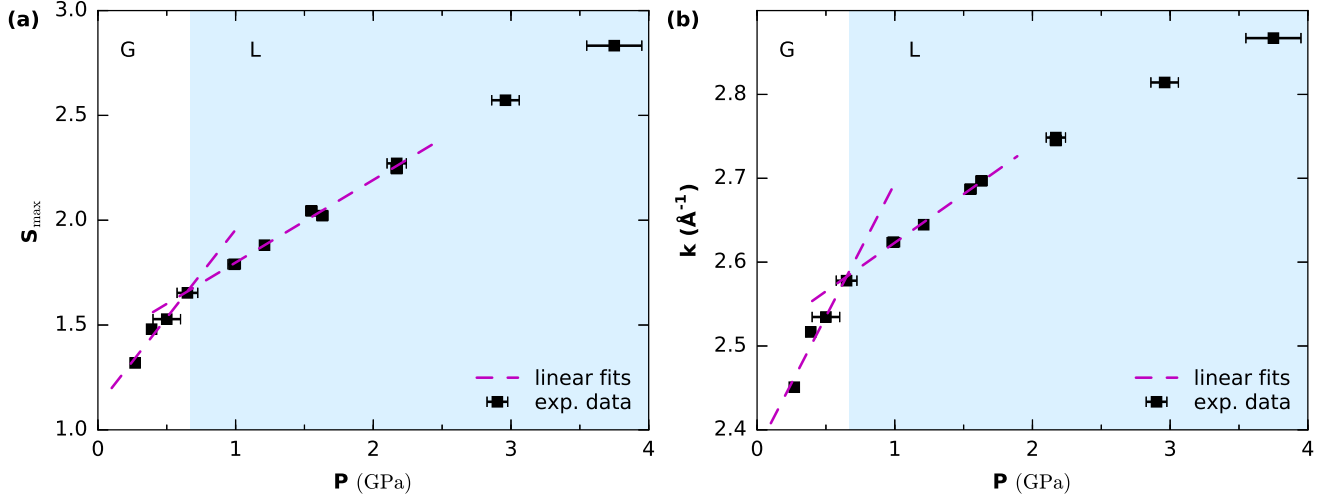 (a)
3.0
2.5
2.0
1.5
1.0
S_max
G
L
linear fits
exp. data
0 1 2 3 4
P (GPa)
(b)
2.8
2.7
2.6
2.5
2.4
k (Å⁻¹)
G
L
linear fits
exp. data
0 1 2 3 4
P (GPa)